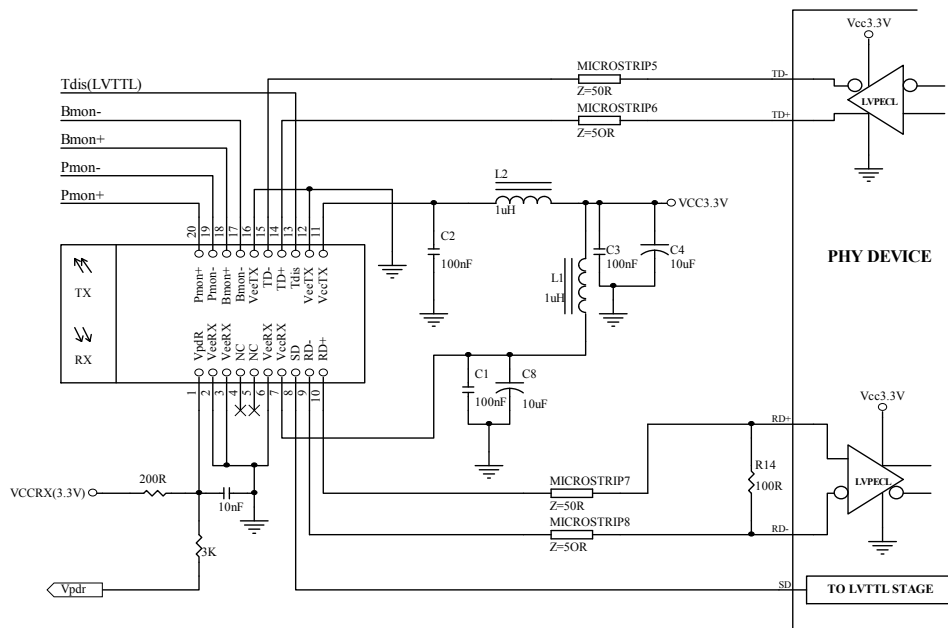 Vcc3.3V
MICROSTRIP5
TD-
Z=50R
LVPECL
Tdis(LVTTL)
MICROSTRIP6
TD+
Z=5OR
Bmon-
Bmon+
Pmon-
Pmon+
L2
1uH
VCC3.3V
20
19
18
17
16
15
14
13
12
11
C2
100nF
C3
100nF
C4
10uF
PHY DEVICE
L1
1uH
Pmon+
Pmon-
Bmon+
Bmon-
VeeTX
TD-
TD+
Tdis
VeeTX
VccTX
TX
RX
VpdR
VeeRX
VeeRX
NC
NC
VeeRX
VccRX
SD
RD-
RD+
1
2
3
4
5
6
7
8
9
10
C1
100nF
C8
10uF
Vcc3.3V
RD+
LVPECL
R14
100R
MICROSTRIP7
Z=50R
VCCRX(3.3V)
200R
10nF
MICROSTRIP8
Z=5OR
RD-
3K
Vpdr
SD
TO LVTTL STAGE